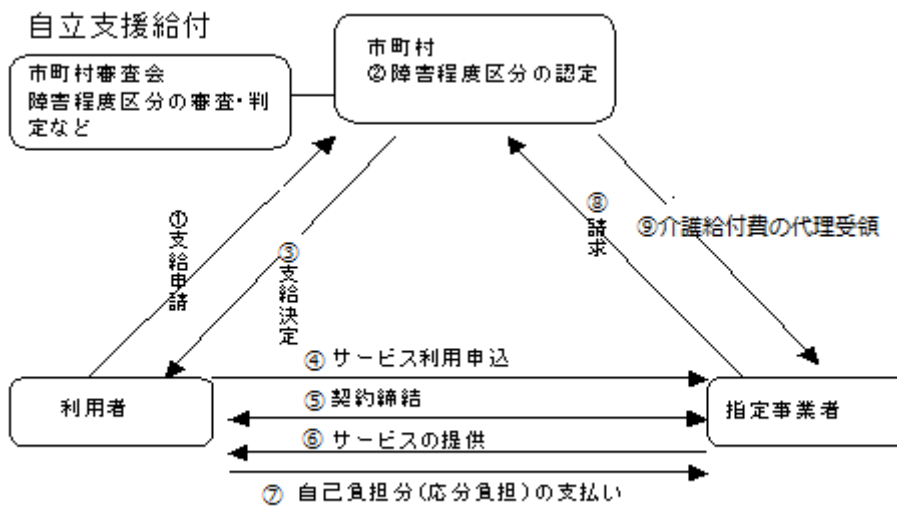 自立支援給付
市町村審査会
障害程度区分の審査・判
定など
市町村
②障害程度区分の認定
①支給申請
③支給決定
⑧請求
⑨介護給付費の代理受領
④サービス利用申込
⑤契約締結
⑥サービスの提供
⑦自己負担分(応分負担)の支払い
利用者
指定事業者